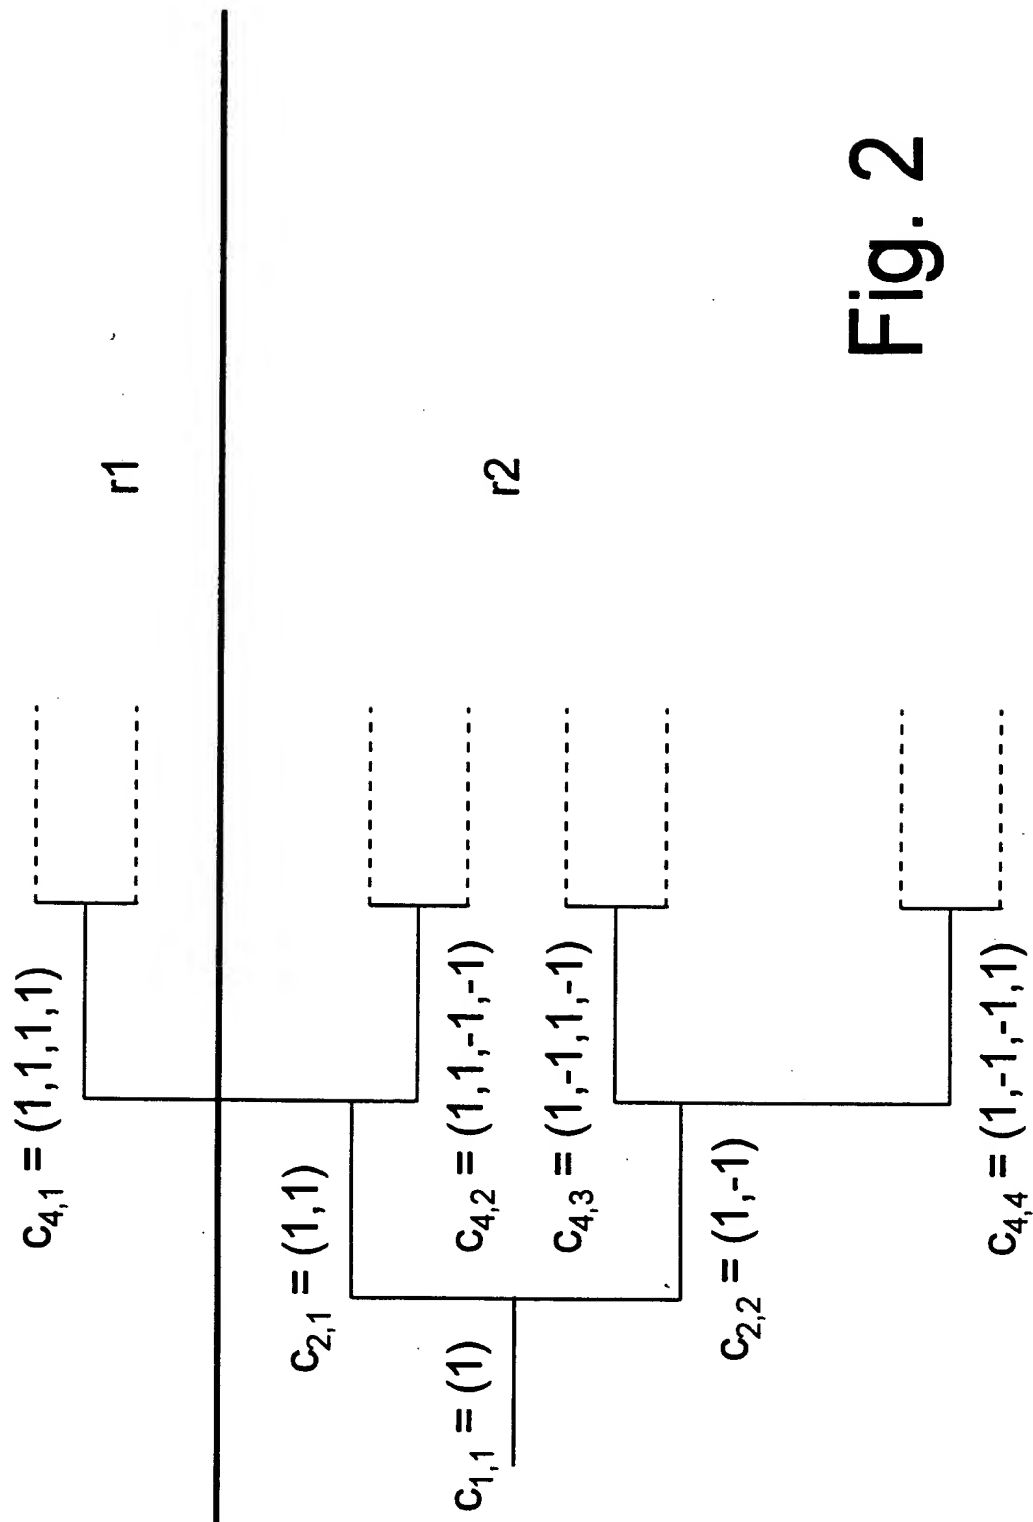 c4,1 = (1,1,1,1)
r1
c2,1 = (1,1)
c4,2 = (1,1,-1,-1)
r2
c1,1 = (1)
c4,3 = (1,-1,1,-1)
c2,2 = (1,-1)
c4,4 = (1,-1,-1,1)
Fig. 2